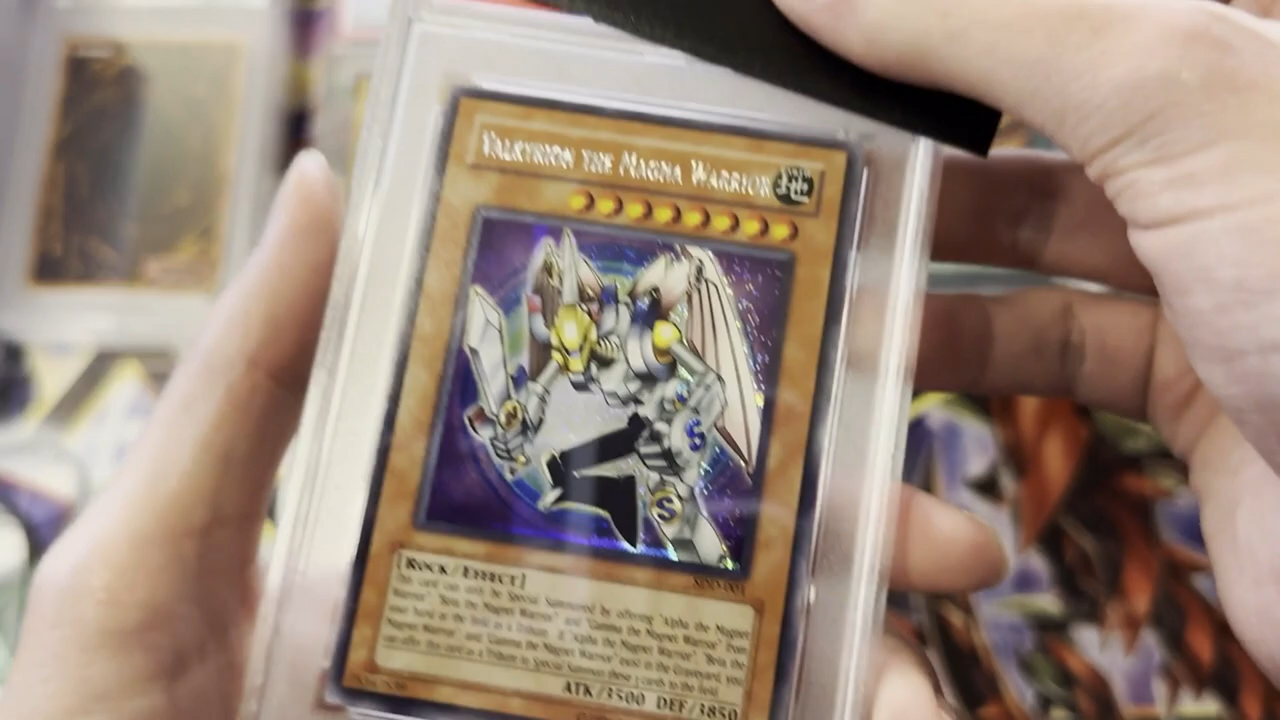 VALKYRION THE MAGNA WARRIOR
SDD-001
[ROCK/EFFECT]
This card can only be Special Summoned by offering "Alpha the Magnet
Warrior", "Beta the Magnet Warrior" and "Gamma the Magnet Warrior" from
your hand or the field as a Tribute. If "Alpha the Magnet Warrior", "Beta the
Magnet Warrior" and "Gamma the Magnet Warrior" exist in the Graveyard, you
can offer this card as a Tribute to Special Summon these 3 cards to the field.
ATK/3500 DEF/3850